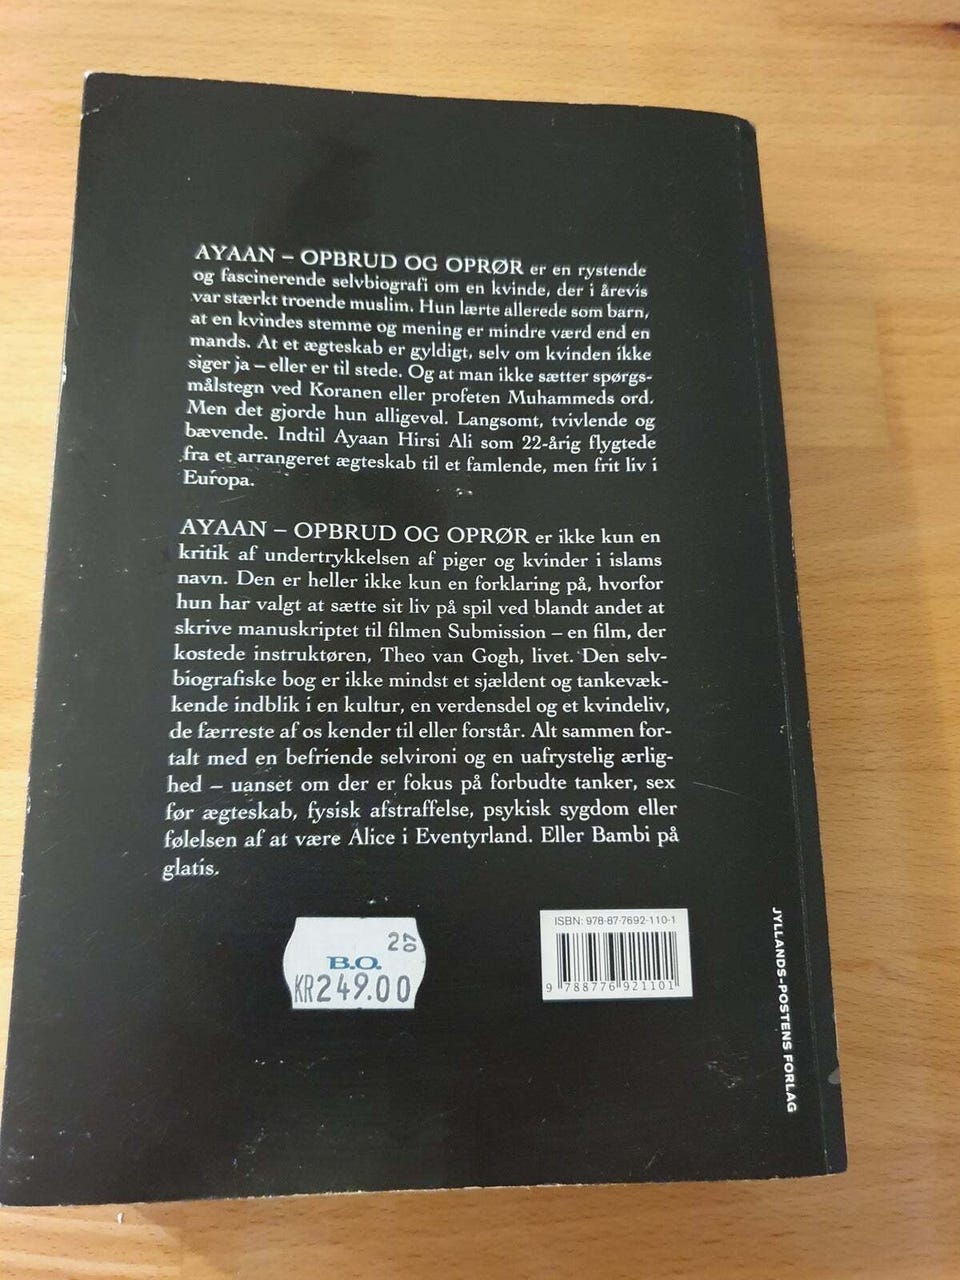 AYAAN – OPBRUD OG OPRØR er en rystende
og fascinerende selvbiografi om en kvinde, der i årevis
var stærkt troende muslim. Hun lærte allerede som barn,
at en kvindes stemme og mening er mindre værd end en
mands. At et ægteskab er gyldigt, selv om kvinden ikke
siger ja – eller er til stede. Og at man ikke sætter spørgs-
målstegn ved Koranen eller profeten Muhammeds ord.
Men det gjorde hun alligevel. Langsomt, tvivlende og
bævende. Indtil Ayaan Hirsi Ali som 22-årig flygtede
fra et arrangeret ægteskab til et famlende, men frit liv i
Europa.
AYAAN – OPBRUD OG OPRØR er ikke kun en
kritik af undertrykkelsen af piger og kvinder i islams
navn. Den er heller ikke kun en forklaring på, hvorfor
hun har valgt at sætte sit liv på spil ved blandt andet at
skrive manuskriptet til filmen Submission – en film, der
kostede instruktøren, Theo van Gogh, livet. Den selv-
biografiske bog er ikke mindst et sjældent og tankevæk-
kende indblik i en kultur, en verdensdel og et kvindeliv,
de færreste af os kender til eller forstår. Alt sammen for-
talt med en befriende selvironi og en uafrystelig ærlig-
hed – uanset om der er fokus på forbudte tanker, sex
før ægteskab, fysisk afstraffelse, psykisk sygdom eller
følelsen af at være Alice i Eventyrland. Eller Bambi på
glatis.
2 07
B.O.
KR249.00
ISBN: 978-87-7692-110-1
9 788776 921101
JYLLANDS-POSTENS FORLAG